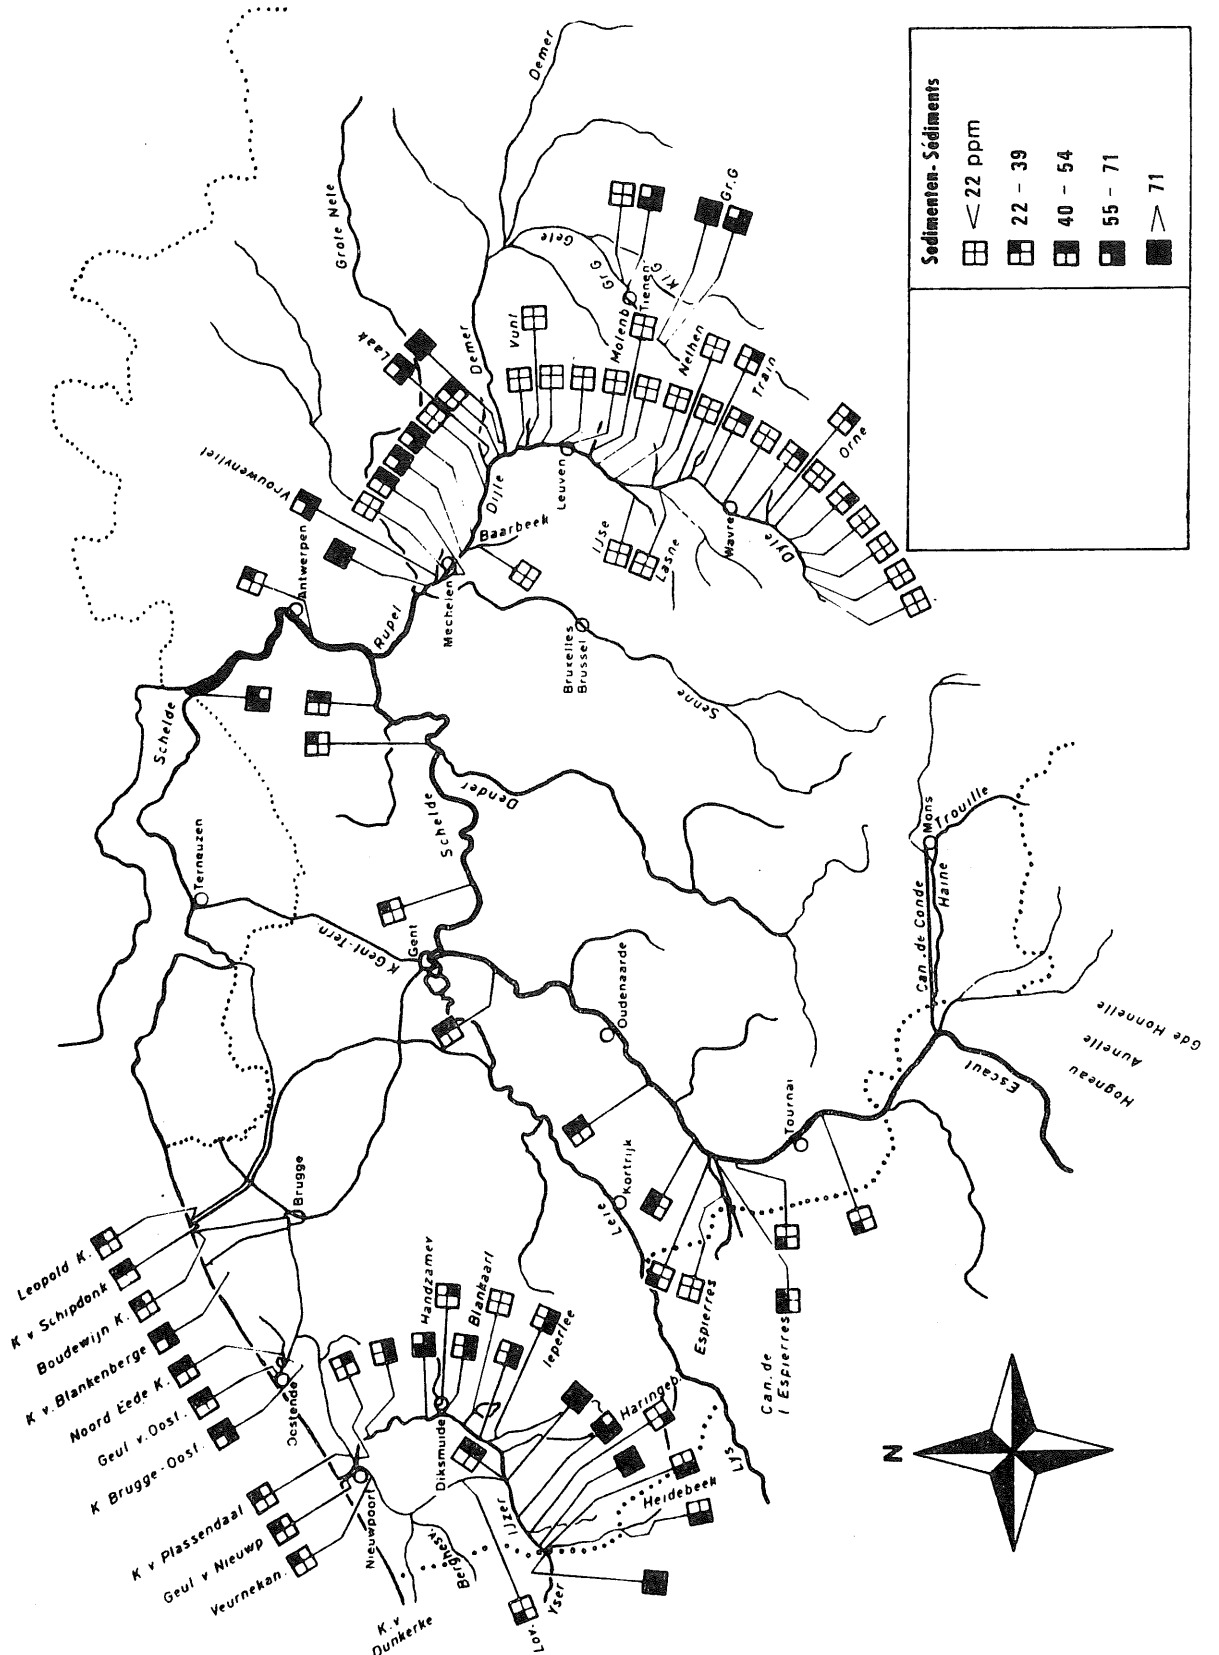 Sedimenten - Sédiments
< 22 ppm
22 - 39
40 - 54
55 - 71
> 71
Demer
Grote Nete
Gete
Gr.G
Gr.G
Kl.G
Tienen
Laak
Demer
Vunt
Molenb
Nethen
Train
Orne
Vrouwenvliet
Dijle
Leuven
Baarbeek
IJse
Lasne
Wavre
Dyle
Antwerpen
Rupel
Mechelen
Bruxelles
Brussel
Senne
Schelde
Dender
Schelde
Terneuzen
K Gent-Tern.
Gent
Mons
Trouille
Haine
Can. de Conde
Oudenaarde
Gde Honnelle
Aunelle
Hogneau
Escaut
Tournai
Brugge
Kortrijk
Leie
Leopold K.
K v Schipdonk
Boudewijn K.
K v. Blankenberge
Noord Eede K.
Geul v. Oost.
K Brugge-Oost.
Oostende
Handzamev
Blankaart
Ieperlee
Espierres
Can. de
l Espierres
K v Plassendaal
Geul v Nieuwp
Veurnekan.
Nieuwpoort
Diksmuide
Haringeb.
Heidebeek
Lys
IJzer
Yser
Berghesv.
Lov.
K. v
Dunkerke
N